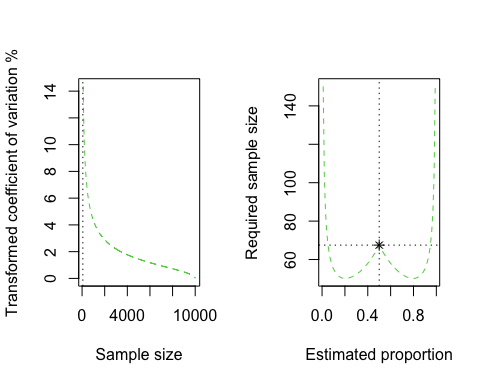 Transformed coefficient of variation %
0 2 4 6 8 10 14
0 4000 10000
Sample size
Required sample size
60 80 100 140
0.0 0.4 0.8
Estimated proportion